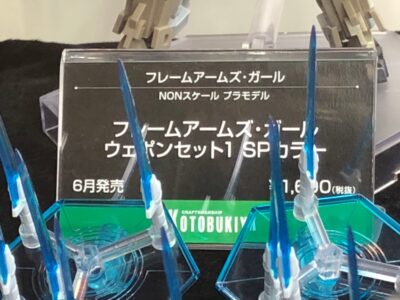 フレームアームズ・ガール
NONスケール プラモデル
フレームアームズ・ガール
ウェポンセット1 SPカラー
6月発売
(税抜)
CRAFTSMANSHIP
KOTOBUKIYA